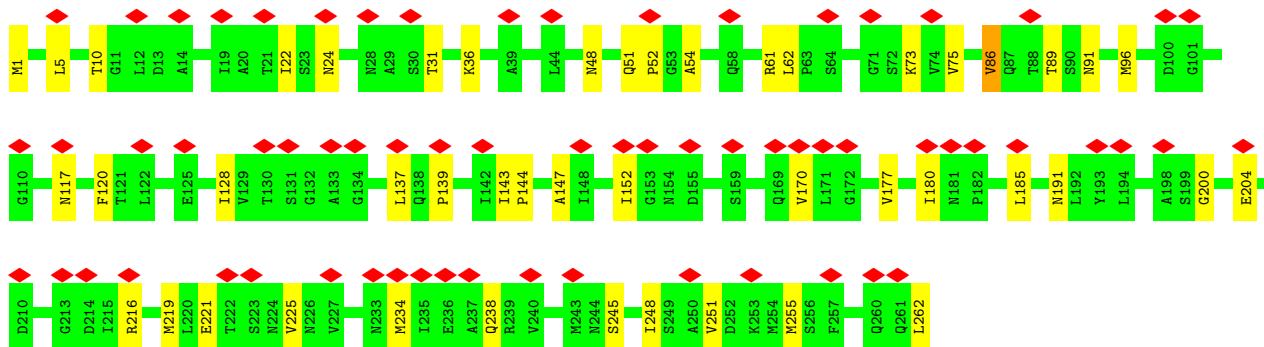 M1 L5 T10 G11 L12 D13 A14 I19 A20 T21 I22 S23 N24 N28 A29 S30 T31 K36 A39 L44 N48 Q51 P52 G53 A54 Q58 R61 L62 P63 S64 G71 S72 K73 V74 V75 V86 Q87 T88 T89 S90 N91 M96 D100 G101
G110 N117 F120 T121 L122 E125 I128 V129 T130 S131 G132 A133 G134 L137 Q138 P139 I142 I143 P144 A147 I148 I152 G153 N154 D155 S159 Q169 V170 L171 G172 V177 I180 N181 P182 L185 N191 L192 Y193 L194 A198 S199 G200 E204
D210 G213 D214 I215 R216 M219 L220 E221 T222 S223 N224 V225 N226 V227 N233 M234 I235 E236 A237 Q238 R239 V240 M243 N244 S245 I248 S249 A250 V251 D252 K253 M254 M255 S256 F257 Q260 Q261 L262